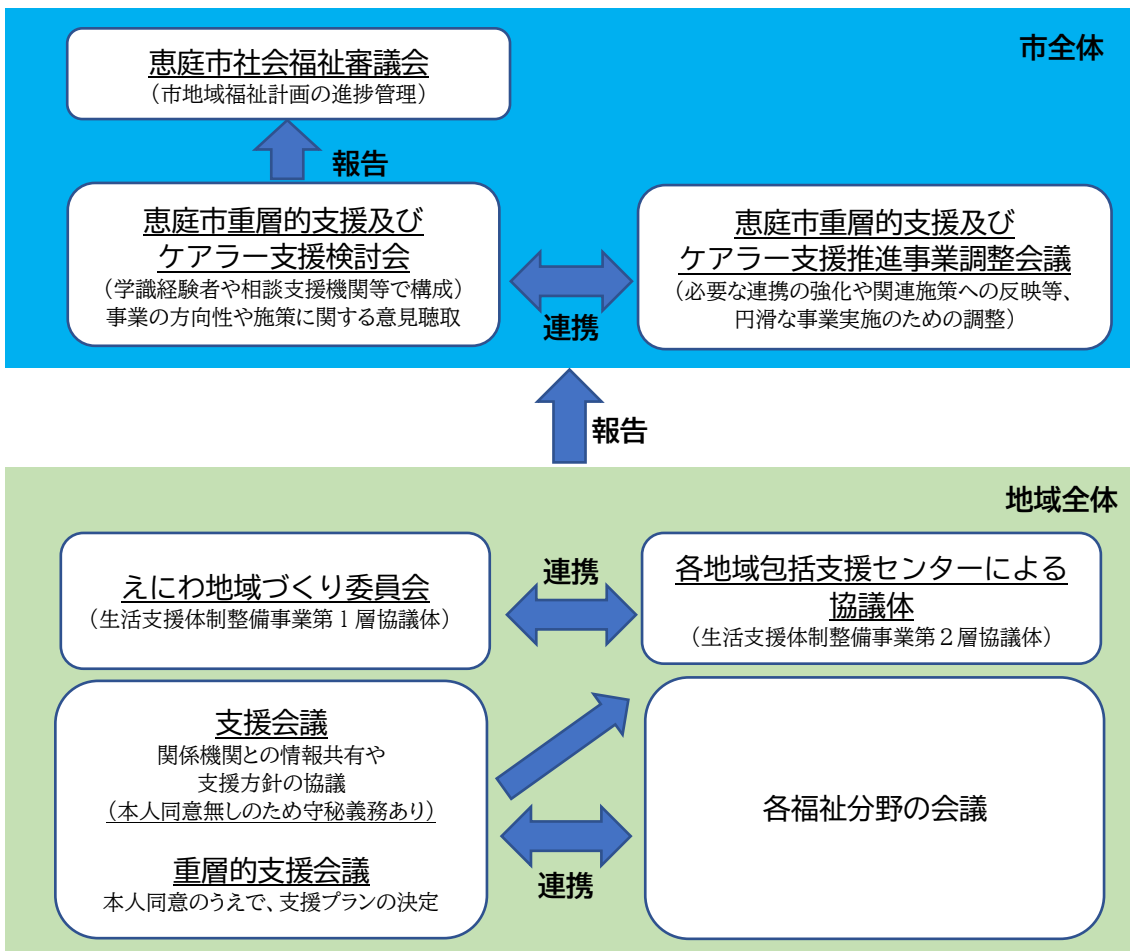 市全体
恵庭市社会福祉審議会
（市地域福祉計画の進捗管理）
報告
恵庭市重層的支援及び
ケアラー支援検討会
（学識経験者や相談支援機関等で構成）
事業の方向性や施策に関する意見聴取
連携
恵庭市重層的支援及び
ケアラー支援推進事業調整会議
（必要な連携の強化や関連施策への反映等、
円滑な事業実施のための調整）
報告
地域全体
えにわ地域づくり委員会
（生活支援体制整備事業第１層協議体）
連携
各地域包括支援センターによる
協議体
（生活支援体制整備事業第２層協議体）
支援会議
関係機関との情報共有や
支援方針の協議
（本人同意無しのため守秘義務あり）
重層的支援会議
本人同意のうえで、支援プランの決定
連携
各福祉分野の会議